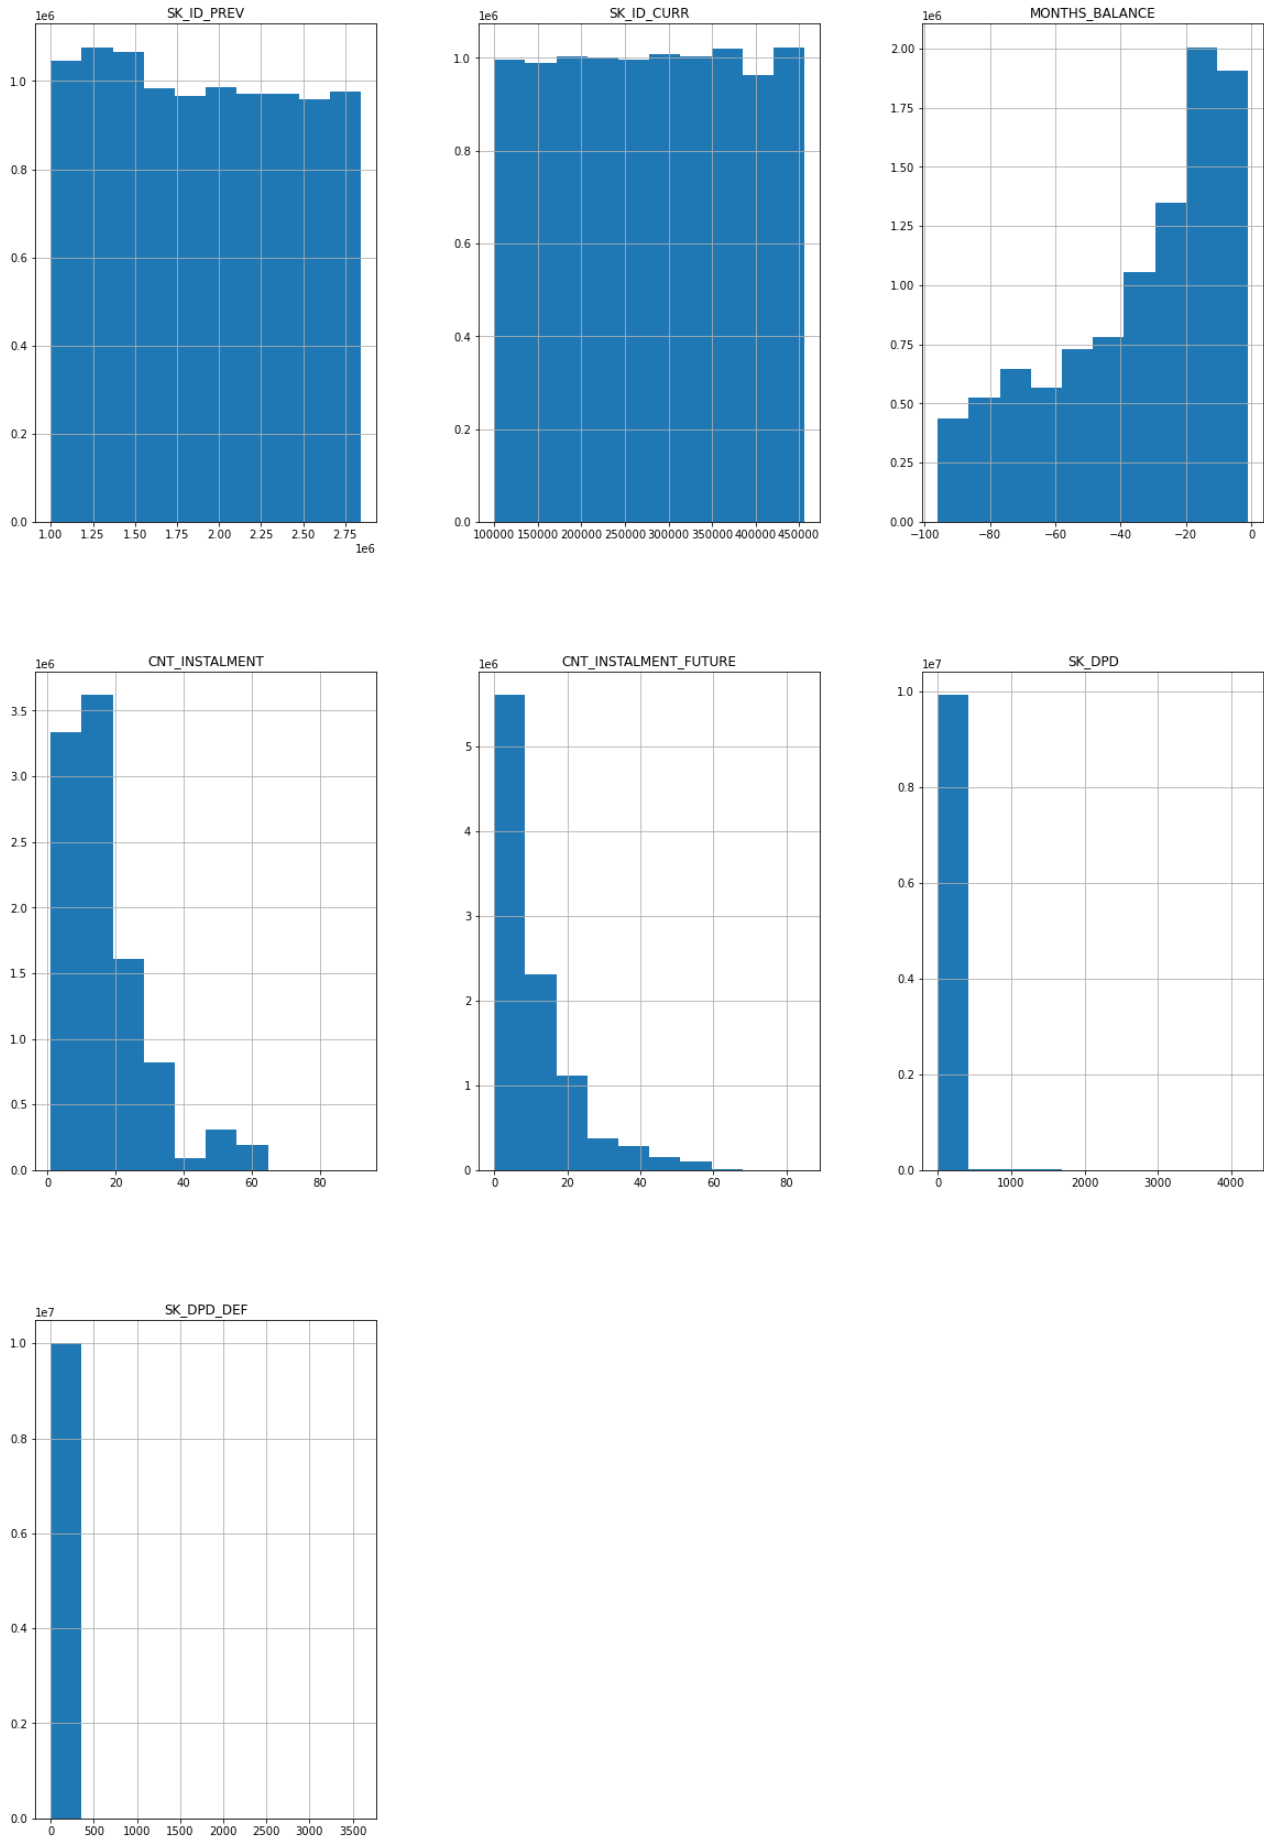 SK_ID_PREV
1e6
1.0
0.8
0.6
0.4
0.2
0.0
1.00 1.25 1.50 1.75 2.00 2.25 2.50 2.75
1e6
SK_ID_CURR
1e6
1.0
0.8
0.6
0.4
0.2
0.0
100000 150000 200000 250000 300000 350000 400000 450000
MONTHS_BALANCE
1e6
2.00
1.75
1.50
1.25
1.00
0.75
0.50
0.25
0.00
−100 −80 −60 −40 −20 0
CNT_INSTALMENT
1e6
3.5
3.0
2.5
2.0
1.5
1.0
0.5
0.0
0 20 40 60 80
CNT_INSTALMENT_FUTURE
1e6
5
4
3
2
1
0
0 20 40 60 80
SK_DPD
1e7
1.0
0.8
0.6
0.4
0.2
0.0
0 1000 2000 3000 4000
SK_DPD_DEF
1e7
1.0
0.8
0.6
0.4
0.2
0.0
0 500 1000 1500 2000 2500 3000 3500